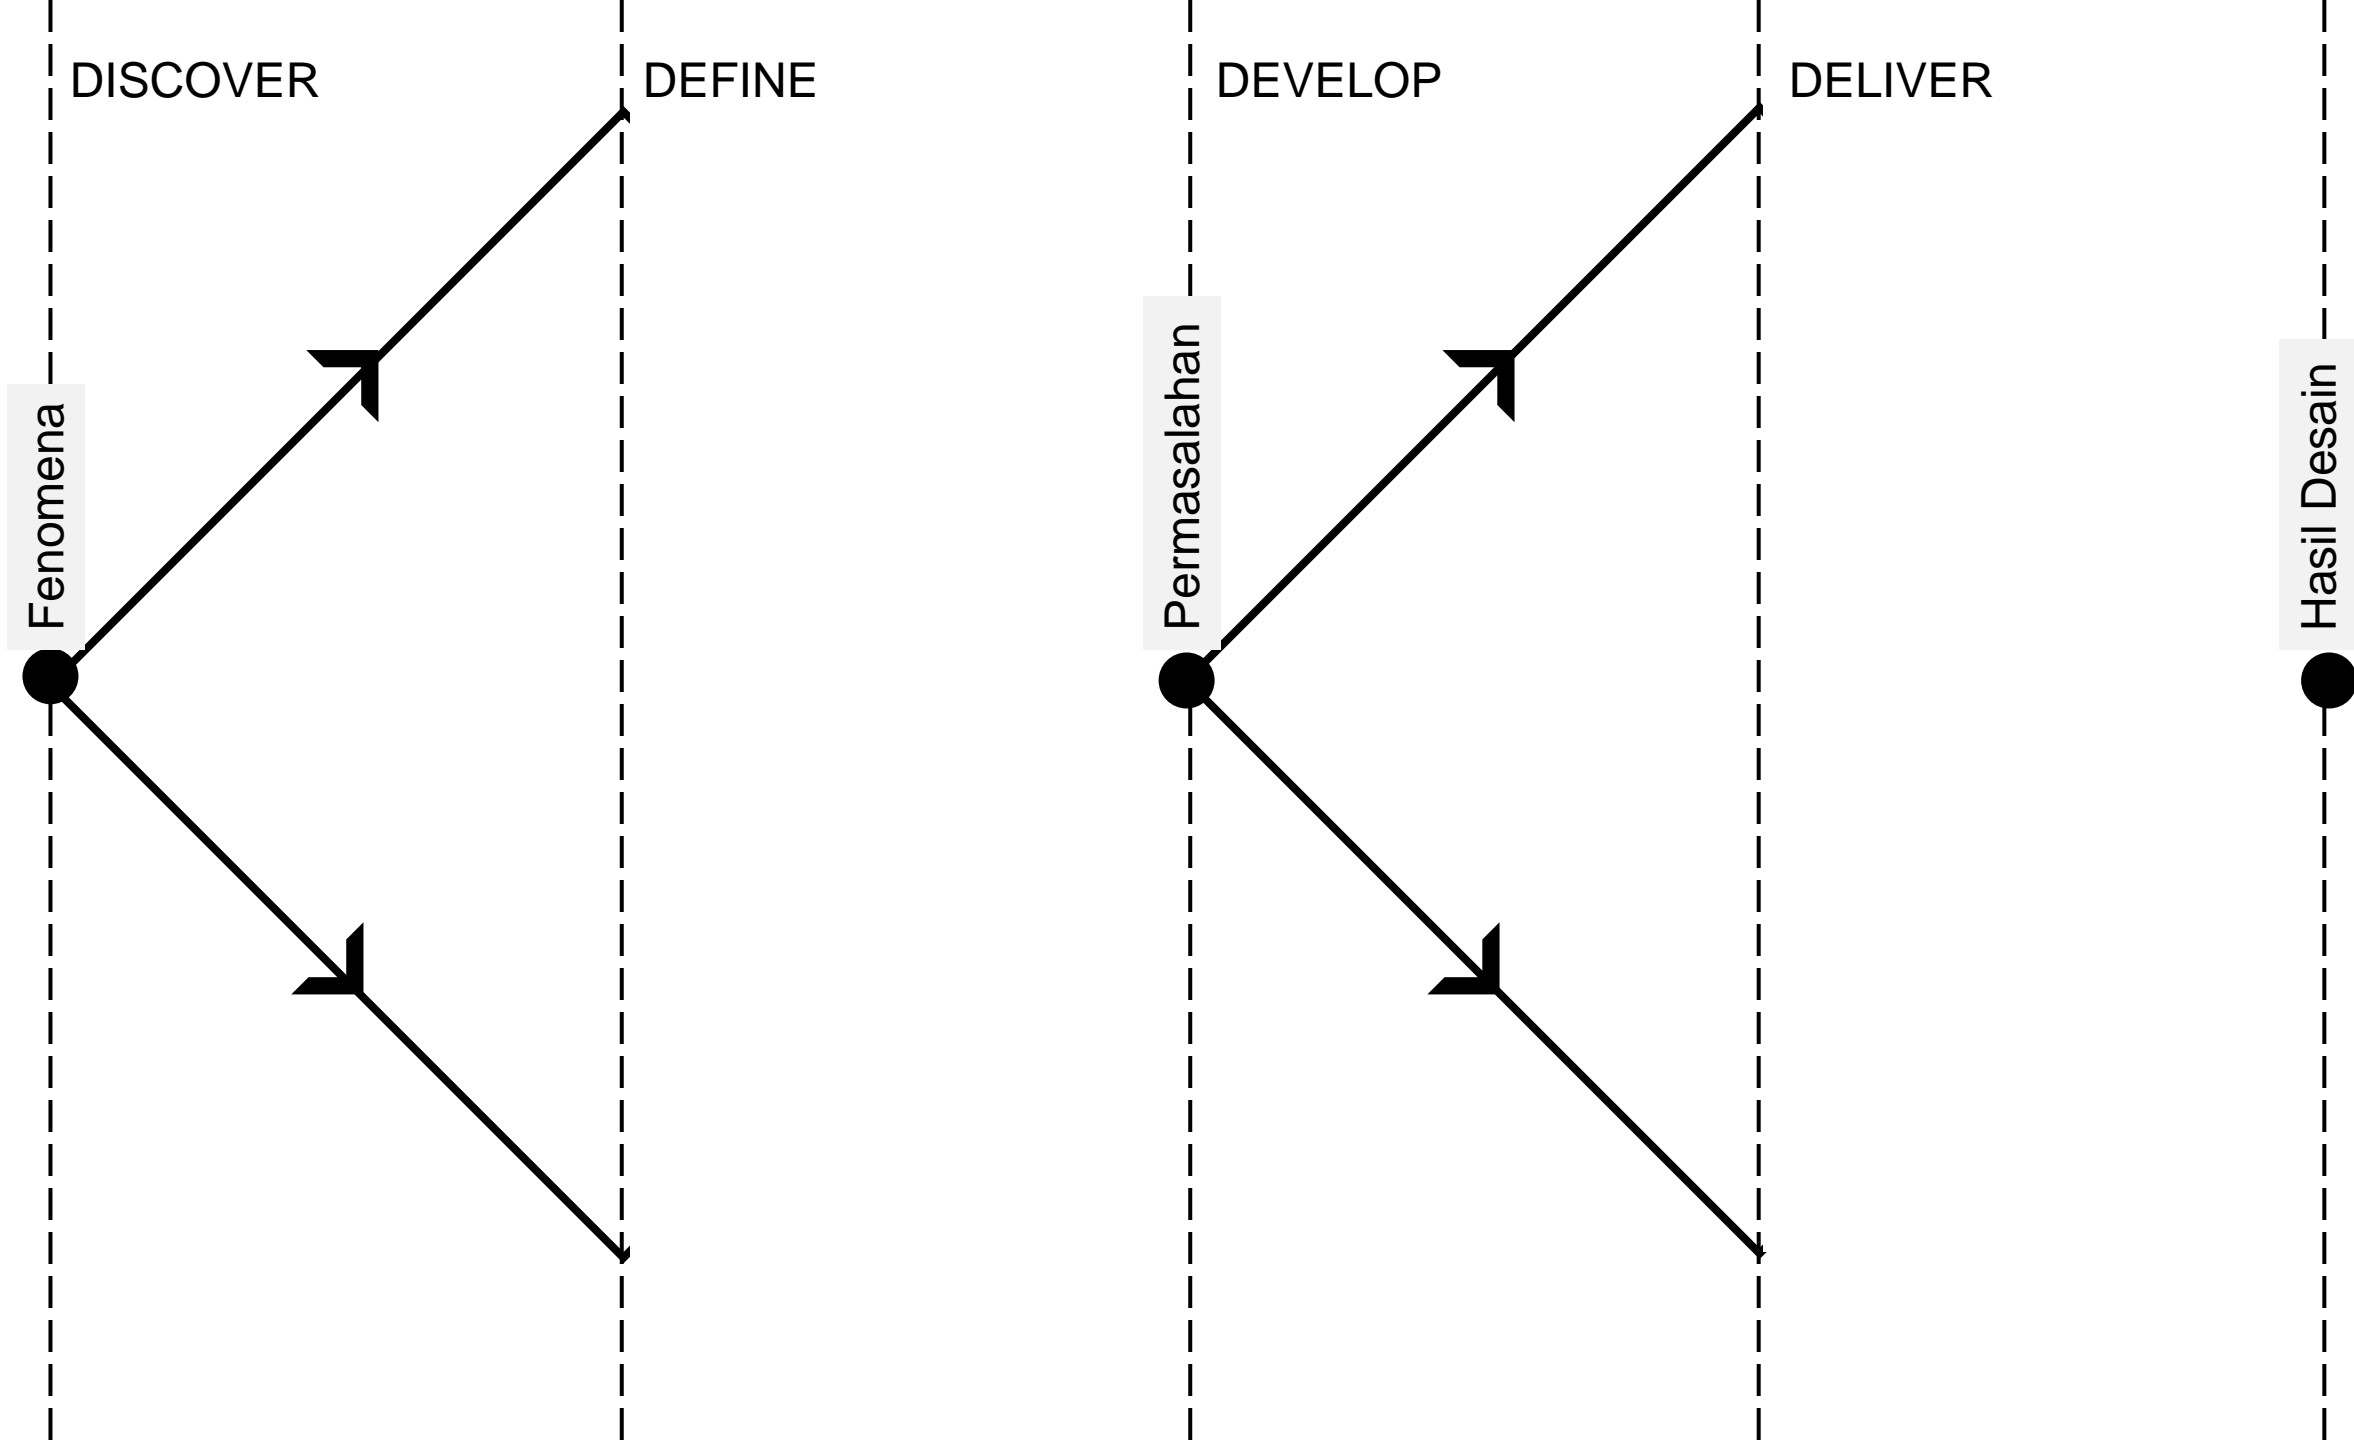 DISCOVER
DEFINE
DEVELOP
DELIVER
Fenomena
Permasalahan
Hasil Desain